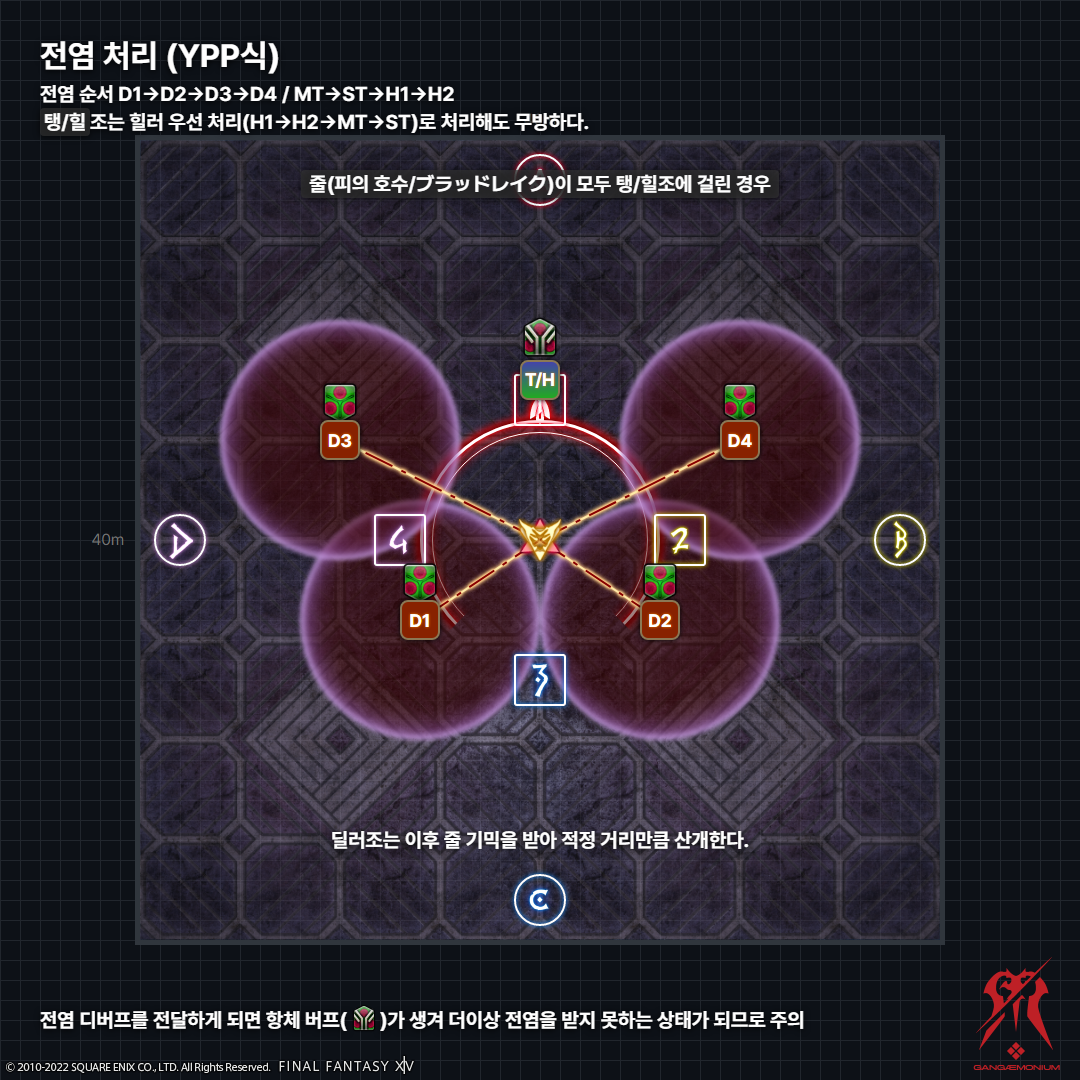 전염 처리 (YPP식)
전염 순서 D1→D2→D3→D4 / MT→ST→H1→H2
탱/힐 조는 힐러 우선 처리(H1→H2→MT→ST)로 처리해도 무방하다.
줄(피의 호수/ブラッドレイク)이 모두 탱/힐조에 걸린 경우
T/H
D3
D4
40m
D
4
2
B
D1
D2
3
딜러조는 이후 줄 기믹을 받아 적정 거리만큼 산개한다.
C
전염 디버프를 전달하게 되면 항체 버프( )가 생겨 더이상 전염을 받지 못하는 상태가 되므로 주의
GANGÆMONIUM
© 2010-2022 SQUARE ENIX CO., LTD. All Rights Reserved. FINAL FANTASY XIV